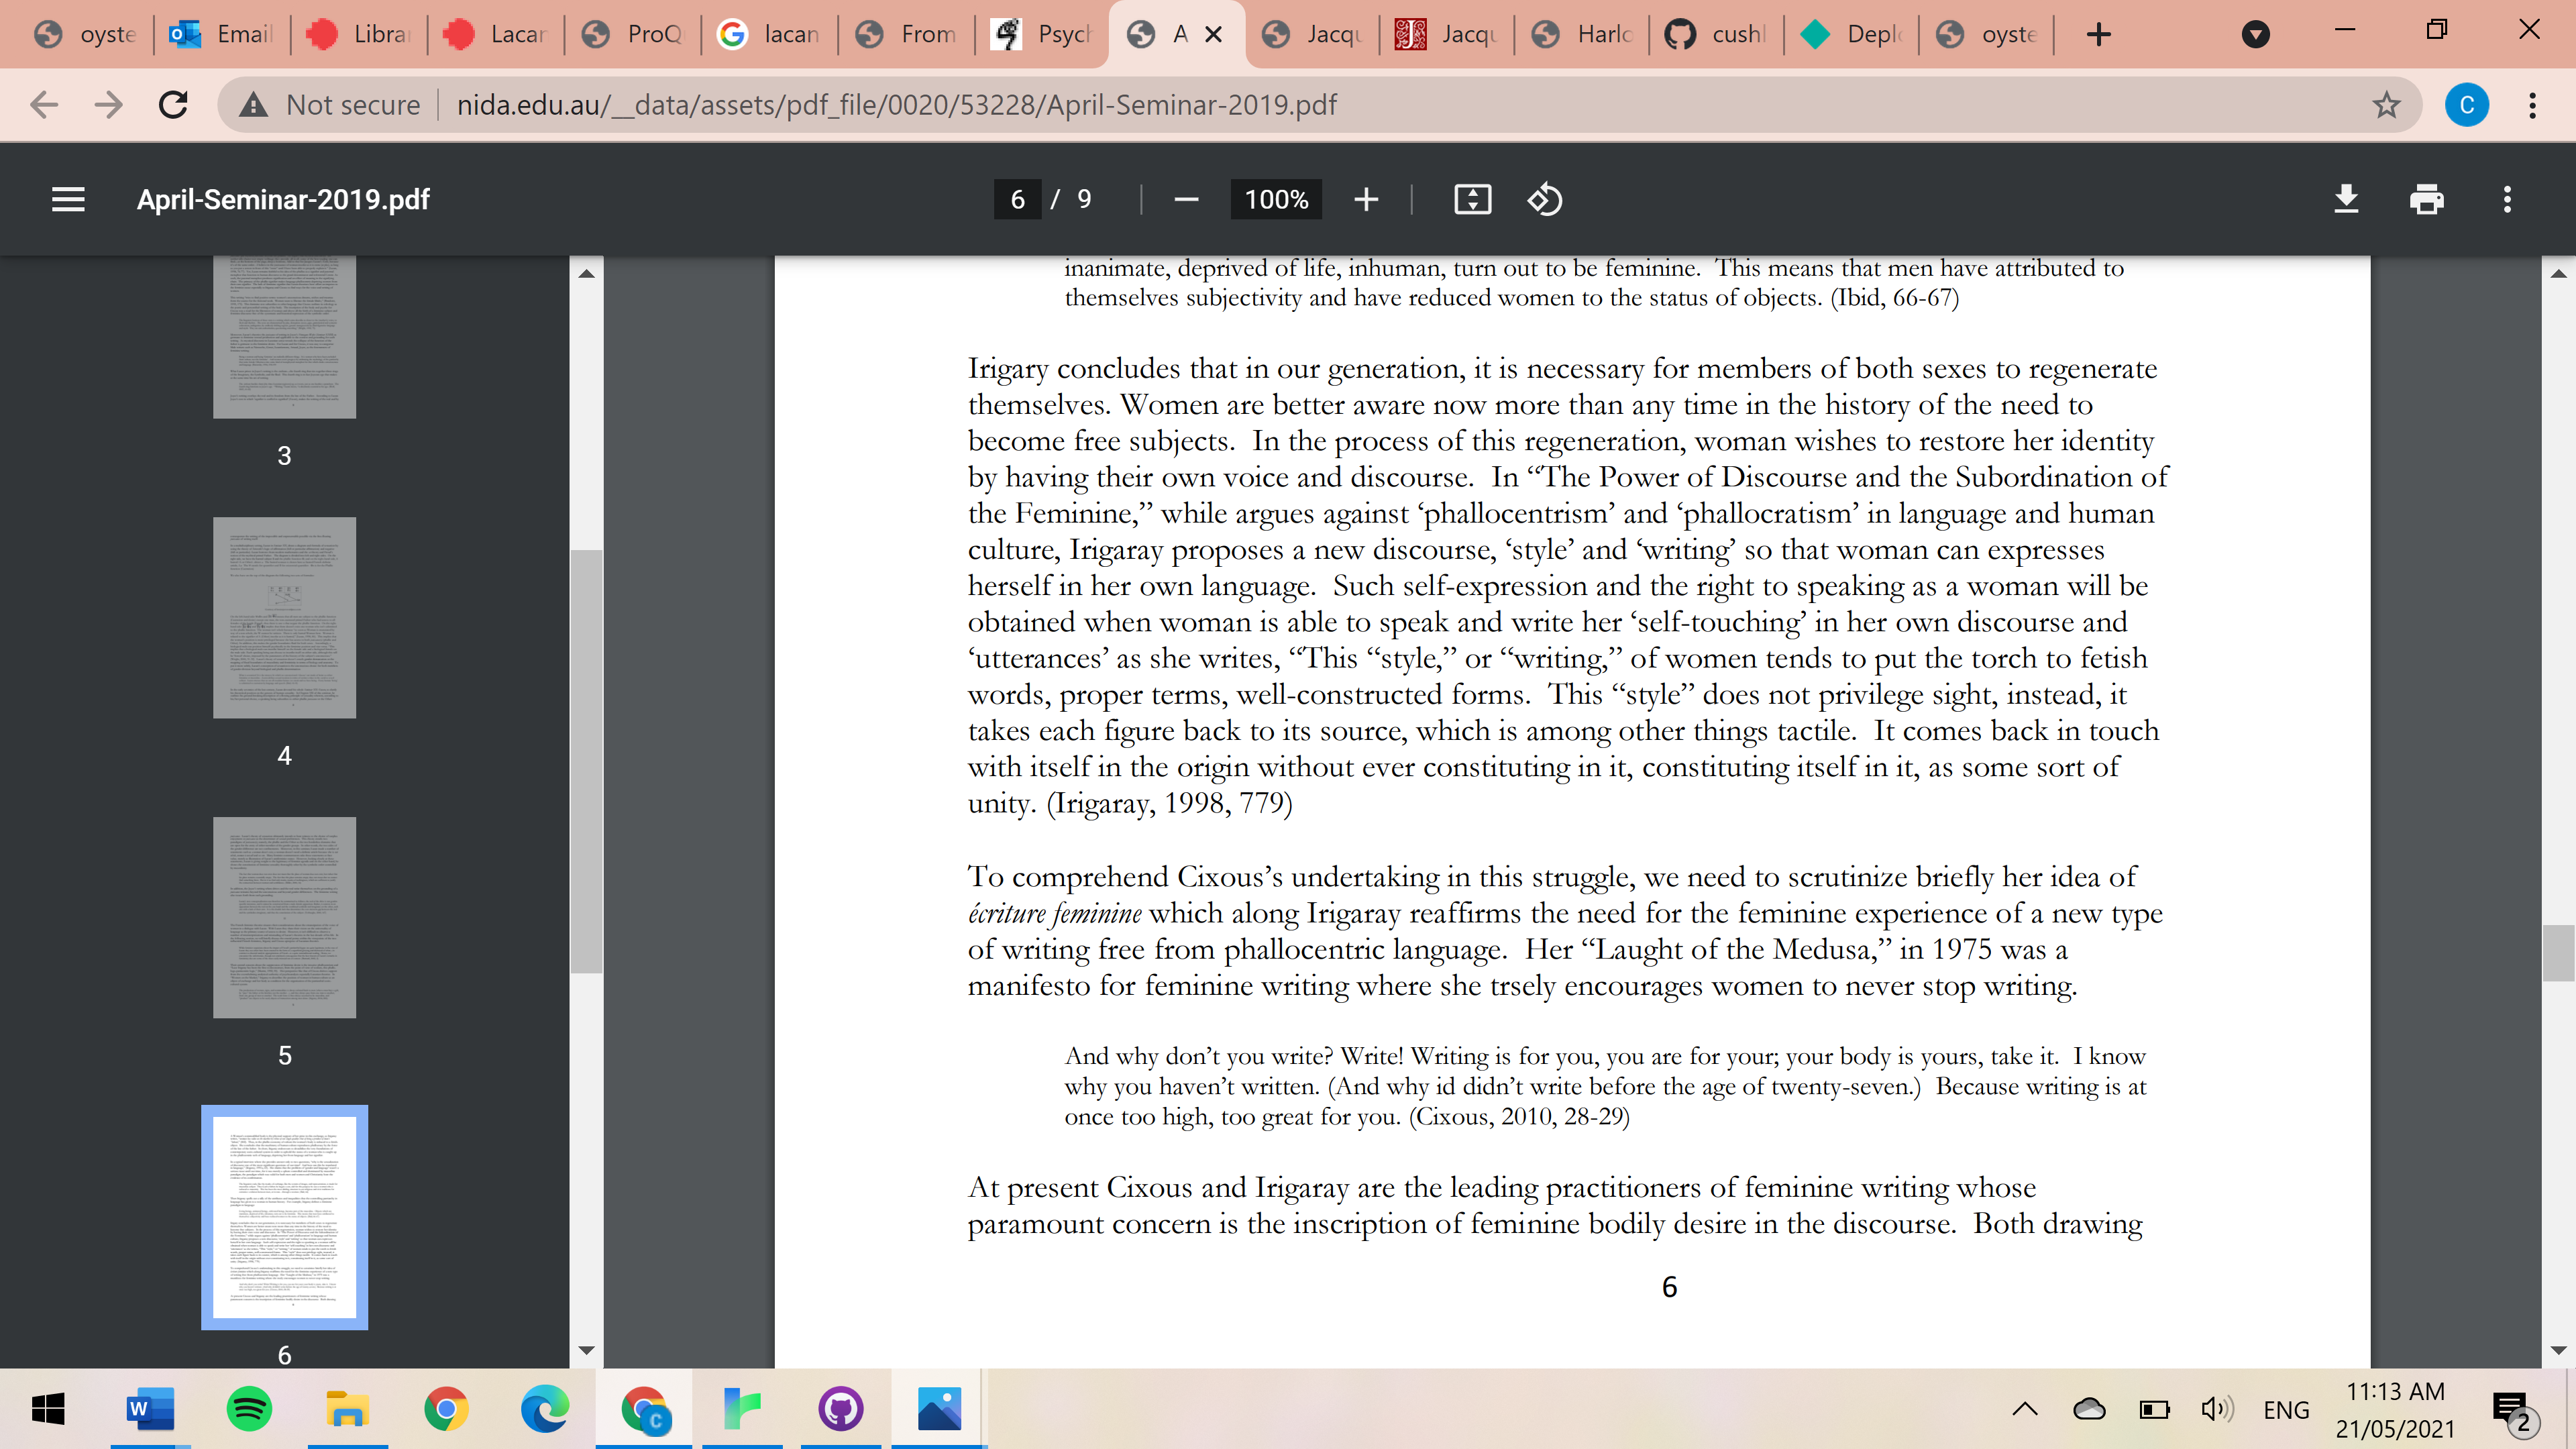 oyste
Email
Librar
Lacan
ProQ
lacan
From
Psych
A
Jacqu
Jacqu
Harlo
cushl
Deplo
oyste
Not secure
nida.edu.au/__data/assets/pdf_file/0020/53228/April-Seminar-2019.pdf
C
April-Seminar-2019.pdf
6 / 9
100%
3
4
5
6
inanimate, deprived of life, inhuman, turn out to be feminine. This means that men have attributed to
themselves subjectivity and have reduced women to the status of objects. (Ibid, 66-67)
Irigary concludes that in our generation, it is necessary for members of both sexes to regenerate
themselves. Women are better aware now more than any time in the history of the need to
become free subjects. In the process of this regeneration, woman wishes to restore her identity
by having their own voice and discourse. In “The Power of Discourse and the Subordination of
the Feminine,” while argues against ‘phallocentrism’ and ‘phallocratism’ in language and human
culture, Irigaray proposes a new discourse, ‘style’ and ‘writing’ so that woman can expresses
herself in her own language. Such self-expression and the right to speaking as a woman will be
obtained when woman is able to speak and write her ‘self-touching’ in her own discourse and
‘utterances’ as she writes, “This “style,” or “writing,” of women tends to put the torch to fetish
words, proper terms, well-constructed forms. This “style” does not privilege sight, instead, it
takes each figure back to its source, which is among other things tactile. It comes back in touch
with itself in the origin without ever constituting in it, constituting itself in it, as some sort of
unity. (Irigaray, 1998, 779)
To comprehend Cixous’s undertaking in this struggle, we need to scrutinize briefly her idea of
écriture feminine which along Irigaray reaffirms the need for the feminine experience of a new type
of writing free from phallocentric language. Her “Laught of the Medusa,” in 1975 was a
manifesto for feminine writing where she trsely encourages women to never stop writing.
And why don’t you write? Write! Writing is for you, you are for your; your body is yours, take it. I know
why you haven’t written. (And why id didn’t write before the age of twenty-seven.) Because writing is at
once too high, too great for you. (Cixous, 2010, 28-29)
At present Cixous and Irigaray are the leading practitioners of feminine writing whose
paramount concern is the inscription of feminine bodily desire in the discourse. Both drawing
6
ENG
11:13 AM
21/05/2021
2